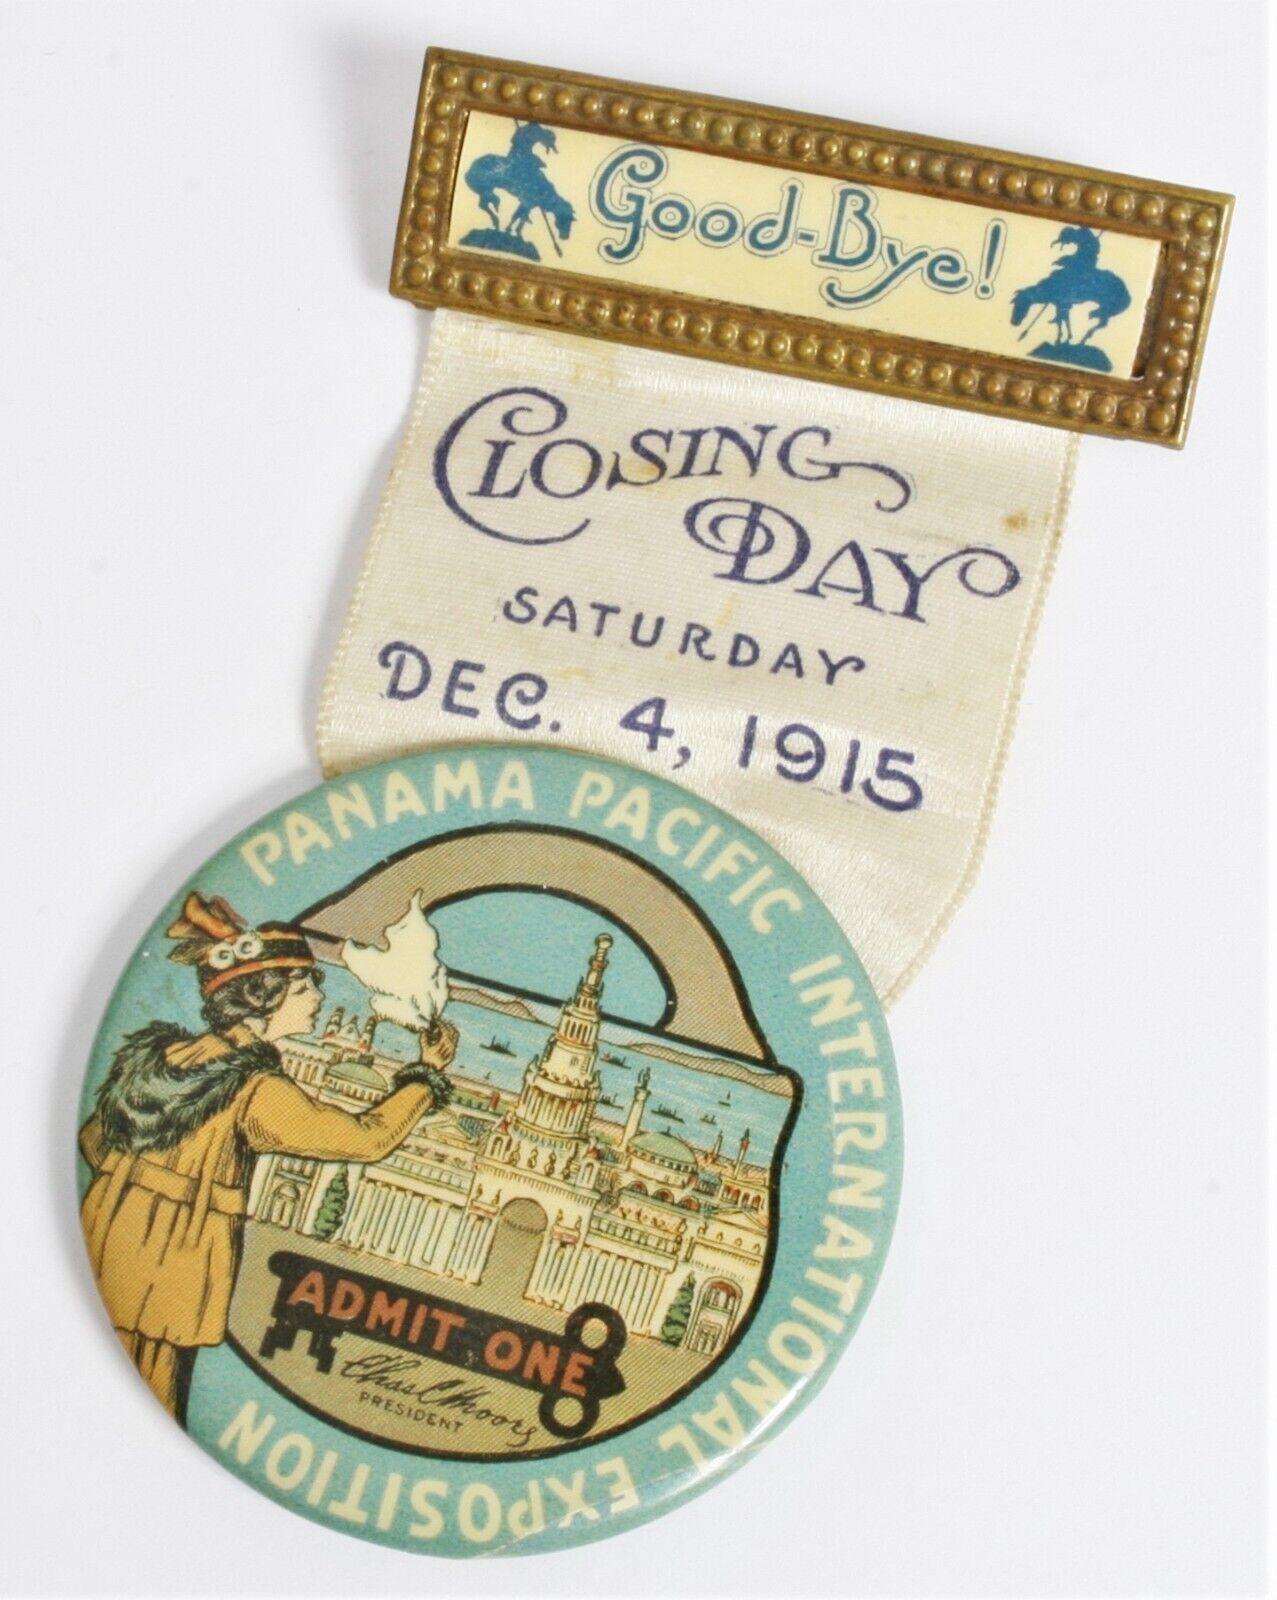 Good-Bye!
CLOSING
DAY
SATURDAY
DEC. 4, 1915
PANAMA PACIFIC INTERNATIONAL EXPOSITION
ADMIT ONE
Chas C Moore
PRESIDENT